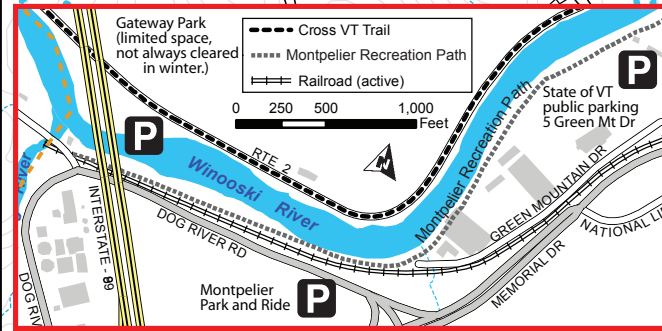 Gateway Park
(limited space,
not always cleared
in winter.)
Cross VT Trail
Montpelier Recreation Path
Railroad (active)
0 250 500 1,000
Feet
P
State of VT
public parking
5 Green Mt Dr
P
RTE 2
N
Winooski River
Montpelier Recreation Path
GREEN MOUNTAIN DR
NATIONAL LI
MEMORIAL DR
INTERSTATE - 89
DOG RIVER RD
River
DOG RIV
Montpelier
Park and Ride
P